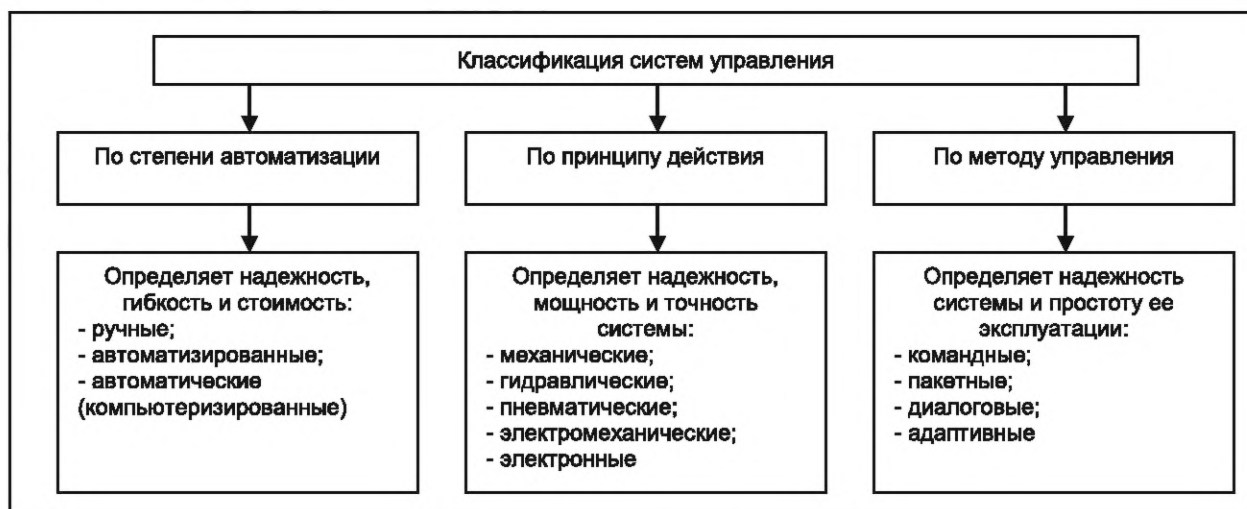 Классификация систем управления
По степени автоматизации
По принципу действия
По методу управления
Определяет надежность,
гибкость и стоимость:
- ручные;
- автоматизированные;
- автоматические
(компьютеризированные)
Определяет надежность,
мощность и точность
системы:
- механические;
- гидравлические;
- пневматические;
- электромеханические;
- электронные
Определяет надежность
системы и простоту ее
эксплуатации:
- командные;
- пакетные;
- диалоговые;
- адаптивные